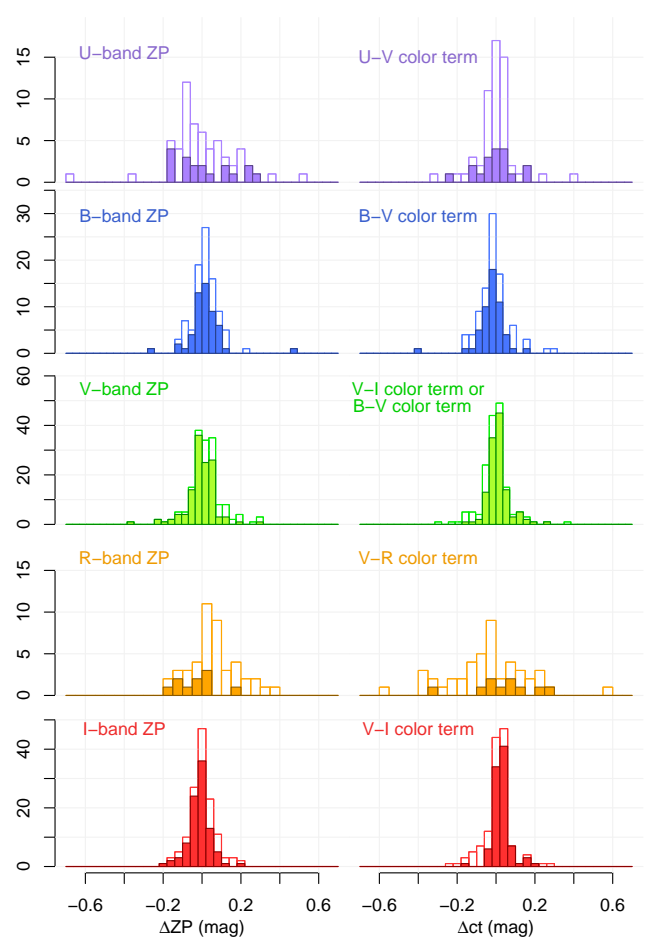 U−band ZP
U−V color term
0 5 10 15
B−band ZP
B−V color term
0 10 20 30
V−band ZP
V−I color term or
B−V color term
0 20 40 60
R−band ZP
V−R color term
0 5 10 15
I−band ZP
V−I color term
0 20 40
−0.6 −0.2 0.2 0.6
−0.6 −0.2 0.2 0.6
ΔZP (mag)
Δct (mag)